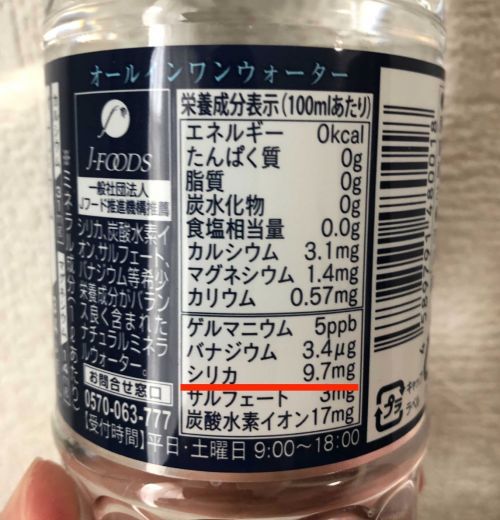 オールインワンウォーター
J-FOODS
一般社団法人
Jフード推進機構推薦
シリカ、炭酸水素イ
オン、サルフェート、
バナジウム等希少
栄養成分がバラン
ス良く含まれた
ナチュラルミネラ
ルウォーター。
お問合せ窓口
0570-063-777
【受付時間】平日・土曜日 9:00〜18:00
栄養成分表示(100mlあたり)
エネルギー 0kcal
たんぱく質 0g
脂質 0g
炭水化物 0g
食塩相当量 0.0g
カルシウム 3.1mg
マグネシウム 1.4mg
カリウム 0.57mg
ゲルマニウム 5ppb
バナジウム 3.4μg
シリカ 9.7mg
サルフェート 3mg
炭酸水素イオン 17mg
プラ